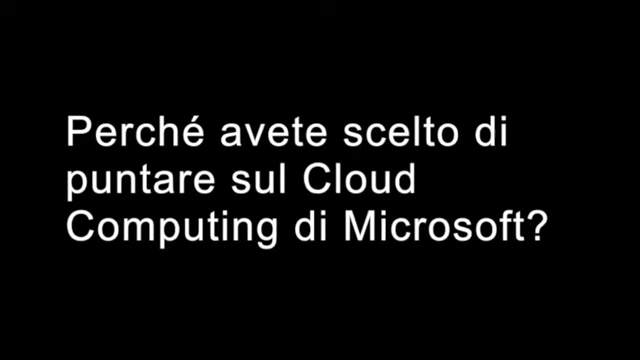 Perché avete scelto di
puntare sul Cloud
Computing di Microsoft?